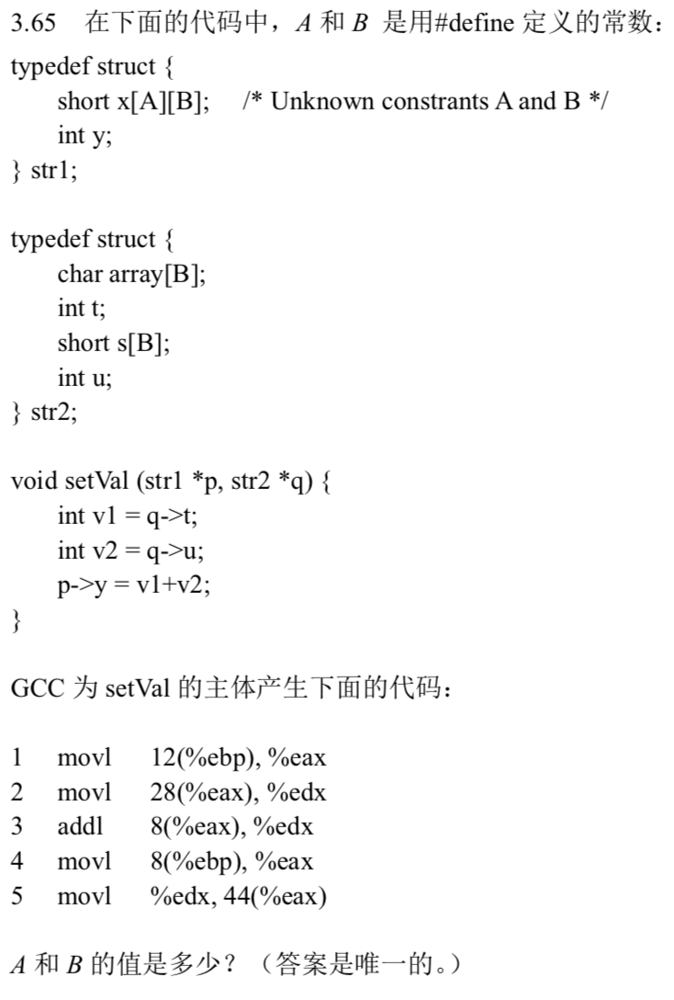 3.65 在下面的代码中，A 和 B 是用#define 定义的常数：
typedef struct {
short x[A][B]; /* Unknown constrants A and B */
int y;
} str1;
typedef struct {
char array[B];
int t;
short s[B];
int u;
} str2;
void setVal (str1 *p, str2 *q) {
int v1 = q->t;
int v2 = q->u;
p->y = v1+v2;
}
GCC 为 setVal 的主体产生下面的代码：
1 movl 12(%ebp), %eax
2 movl 28(%eax), %edx
3 addl 8(%eax), %edx
4 movl 8(%ebp), %eax
5 movl %edx, 44(%eax)
A 和 B 的值是多少？（答案是唯一的。）